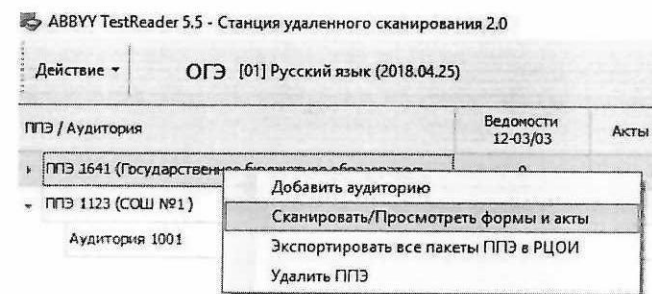 ABBYY TestReader 5.5 - Станция удаленного сканирования 2.0
Действие ОГЭ [01] Русский язык (2018.04.25)
ППЭ / Аудитория Ведомости 12-03/03 Акты
ППЭ 1641 (Государственное бюджетное образовател
Добавить аудиторию
ППЭ 1123 (СОШ №1) Сканировать/Просмотреть формы и акты
Аудитория 1001 Экспортировать все пакеты ППЭ в РЦОИ
Удалить ППЭ